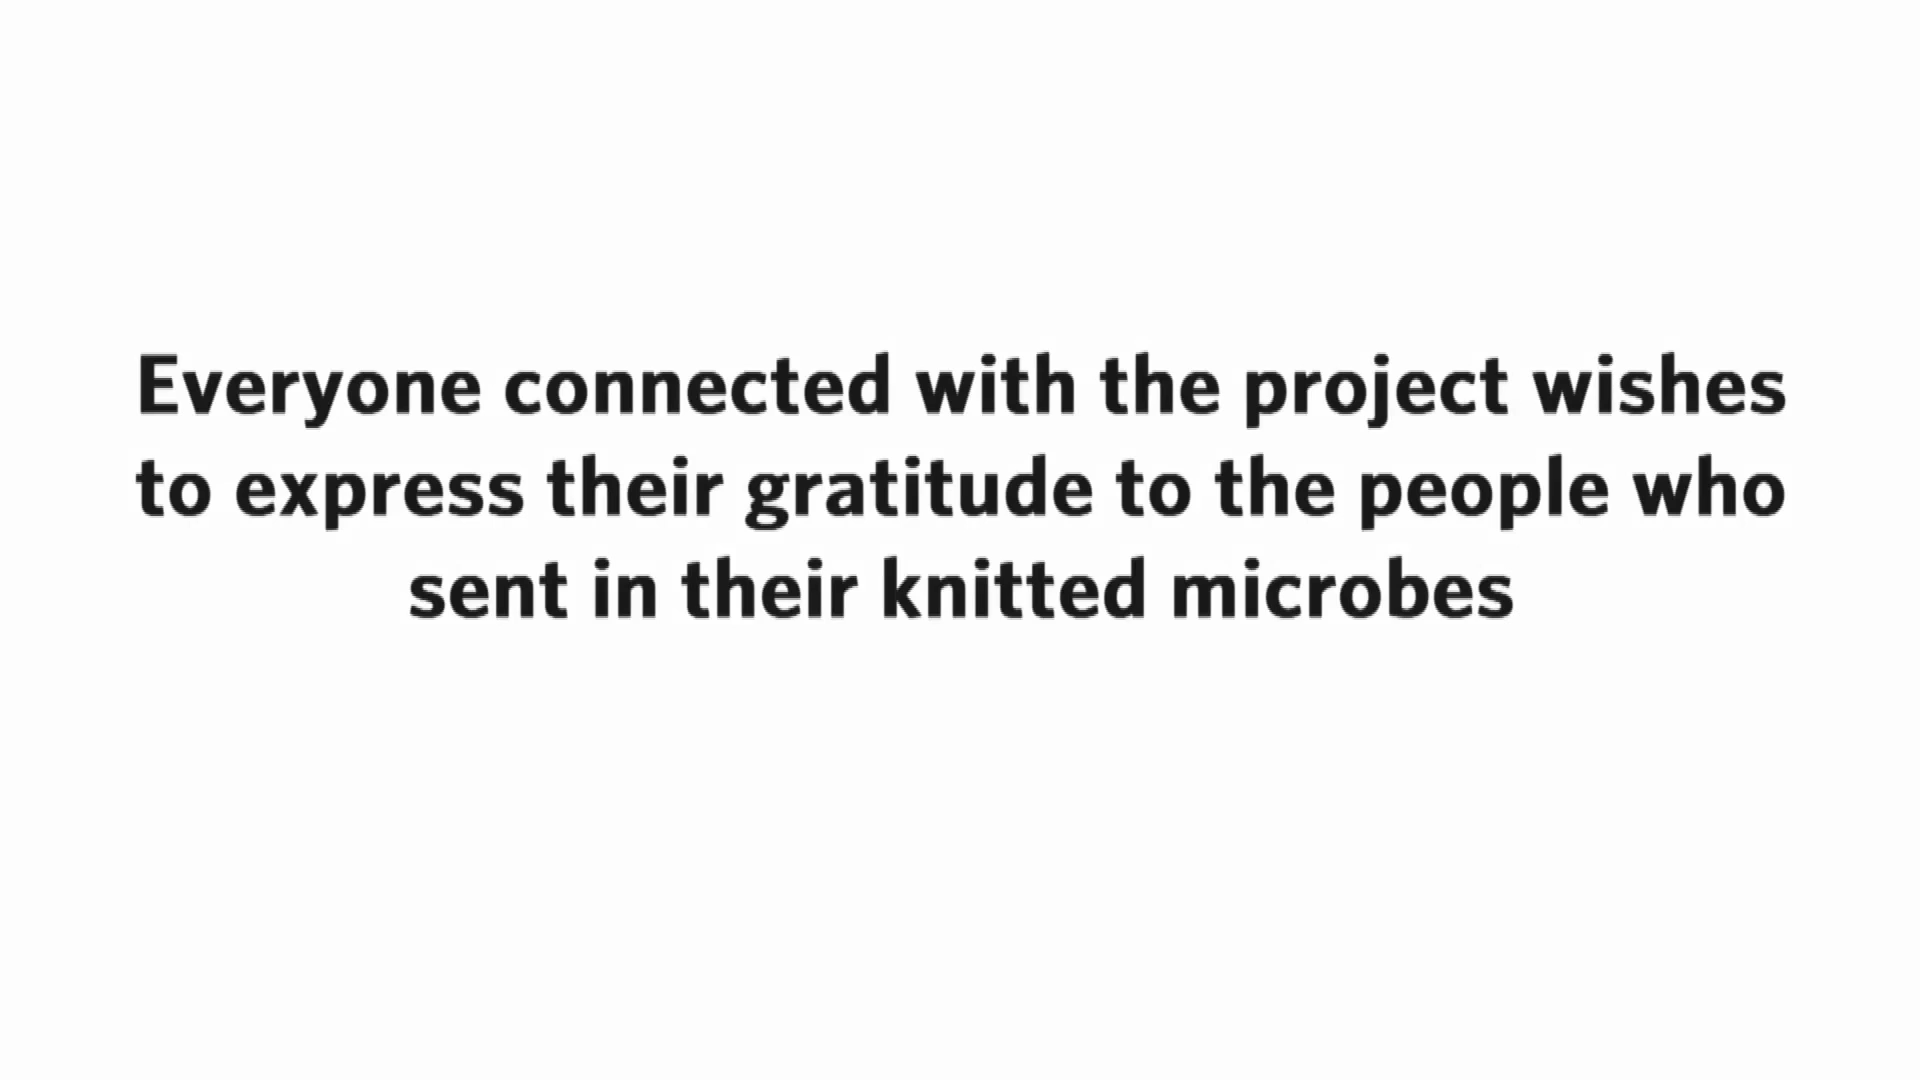 Everyone connected with the project wishes
to express their gratitude to the people who
sent in their knitted microbes